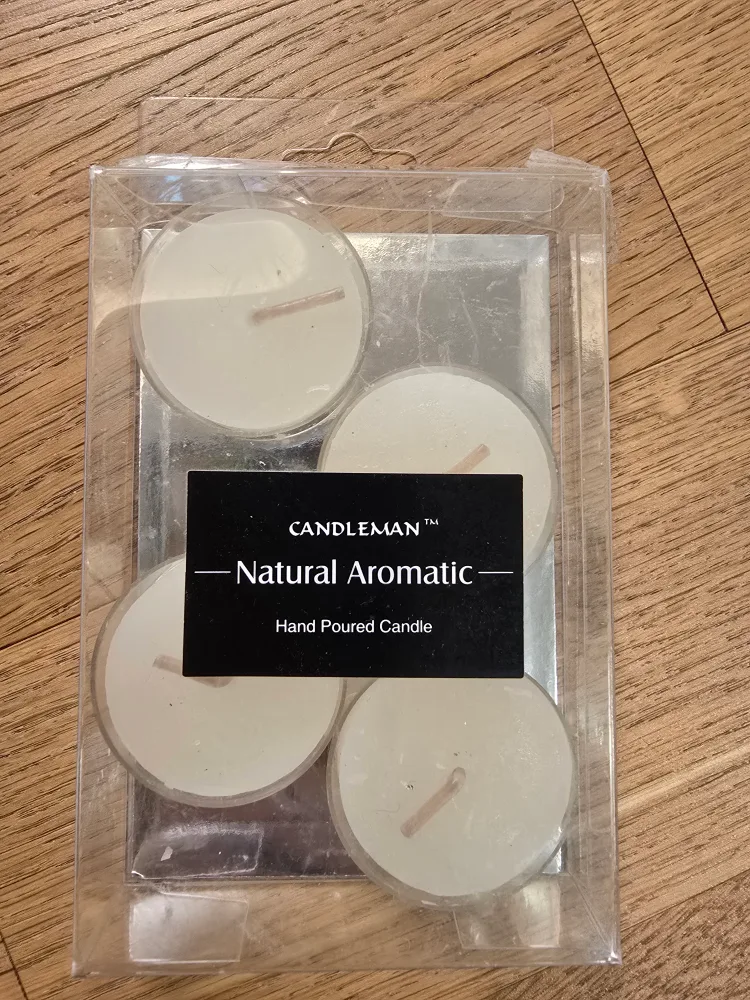 CANDLEMAN™
Natural Aromatic
Hand Poured Candle